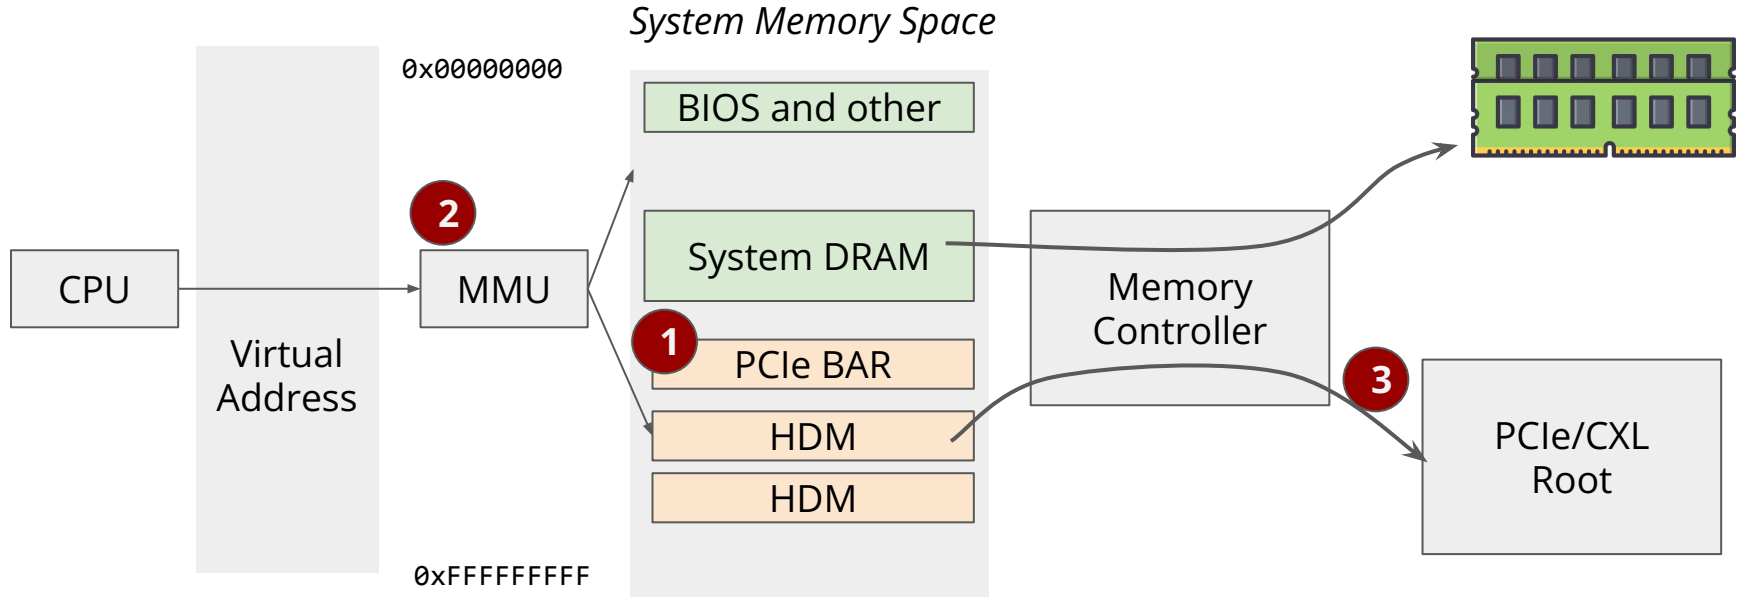 System Memory Space
0x00000000
BIOS and other
2
System DRAM
CPU
MMU
Memory
Controller
Virtual
Address
1
PCIe BAR
3
HDM
PCIe/CXL
Root
HDM
0xFFFFFFFFF